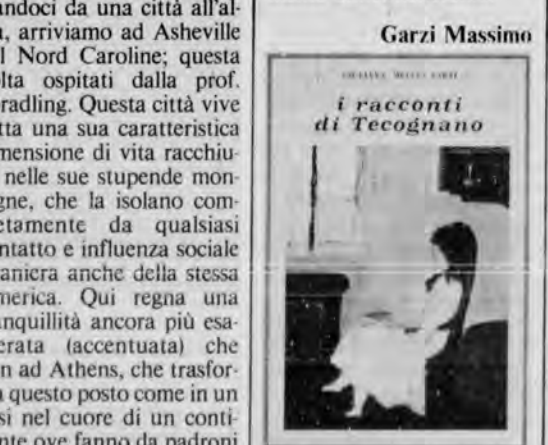 andoci da una città all'al-
a, arriviamo ad Asheville
l Nord Caroline; questa
lta ospitati dalla prof.
radling. Questa città vive
tta una sua caratteristica
mensione di vita racchiu-
nelle sue stupende mon-
gne, che la isolano com-
etamente da qualsiasi
ntatto e influenza sociale
raniera anche della stessa
merica. Qui regna una
anquillità ancora più esa-
erata (accentuata) che
n ad Athens, che trasfor-
a questo posto come in un
si nel cuore di un conti-
nte ove fanno da padroni
Garzi Massimo
i racconti
di Tecognano